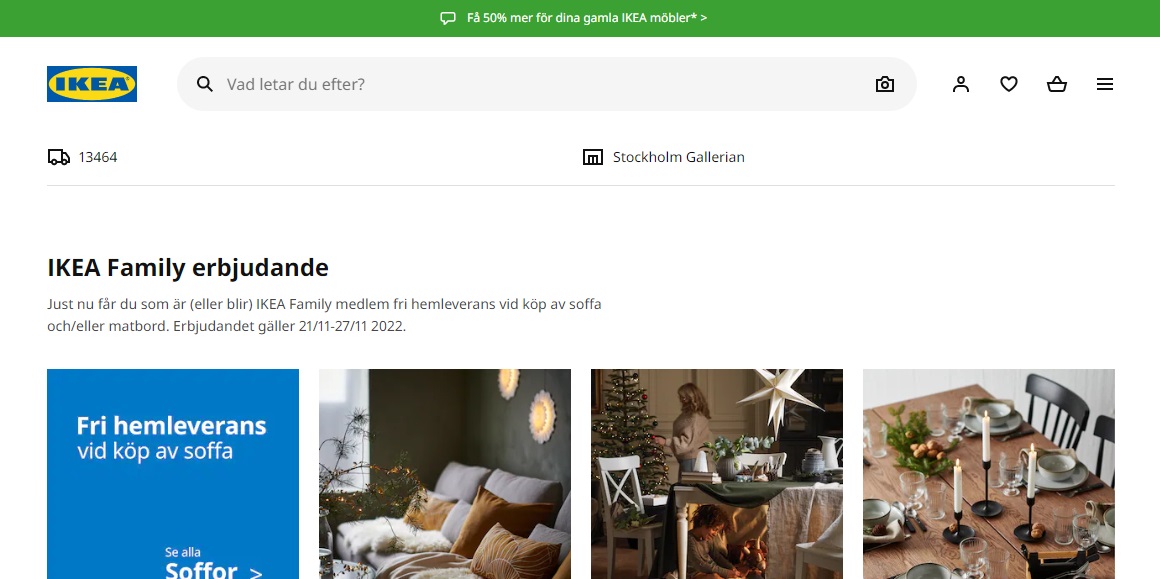 Få 50% mer för dina gamla IKEA möbler* >
IKEA
Vad letar du efter?
13464
Stockholm Gallerian
IKEA Family erbjudande
Just nu får du som är (eller blir) IKEA Family medlem fri hemleverans vid köp av soffa
och/eller matbord. Erbjudandet gäller 21/11-27/11 2022.
Fri hemleverans
vid köp av soffa
Se alla
Soffor >